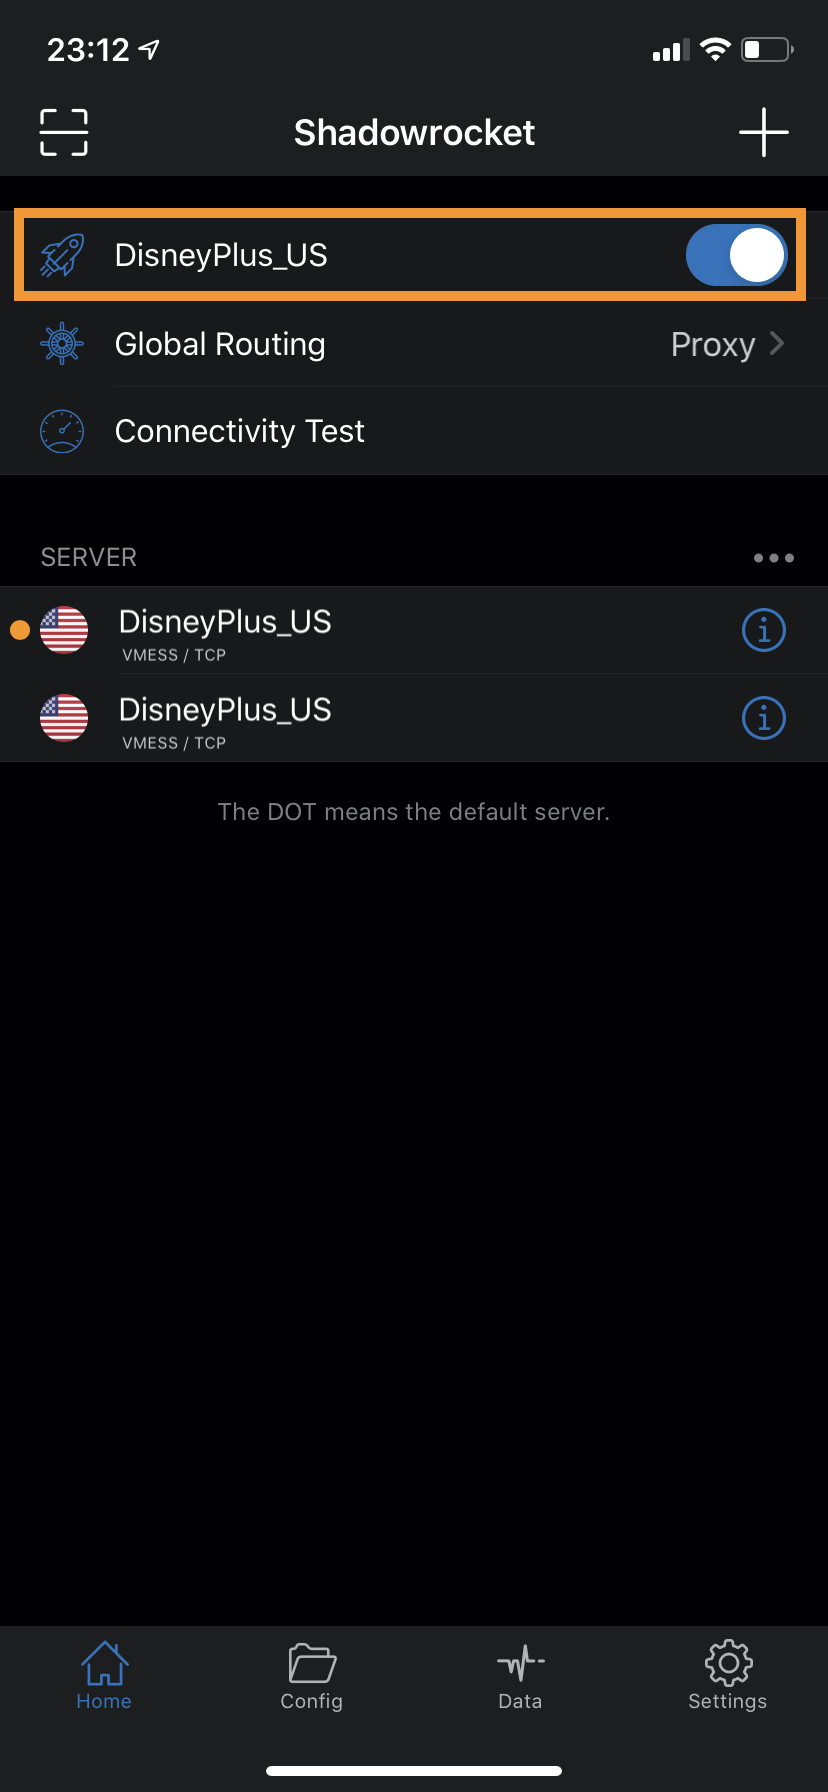 23:12
Shadowrocket
DisneyPlus_US
Global Routing Proxy
Connectivity Test
SERVER
DisneyPlus_US
VMESS / TCP
DisneyPlus_US
VMESS / TCP
The DOT means the default server.
Home Config Data Settings